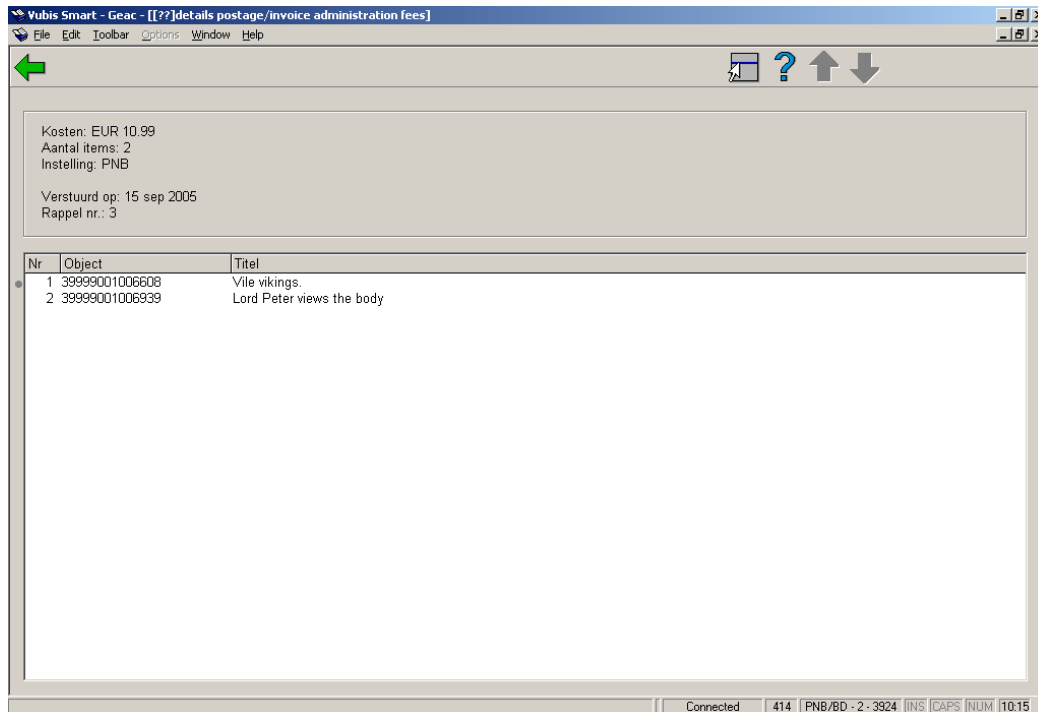 Vubis Smart - Geac - [[??]details postage/invoice administration fees]
File Edit Toolbar Options Window Help
Kosten: EUR 10.99
Aantal items: 2
Instelling: PNB
Verstuurd op: 15 sep 2005
Rappel nr.: 3
Nr Object Titel
1 39999001006608 Vile vikings.
2 39999001006939 Lord Peter views the body
Connected 414 PNB/BD - 2 - 3924 INS CAPS NUM 10:15